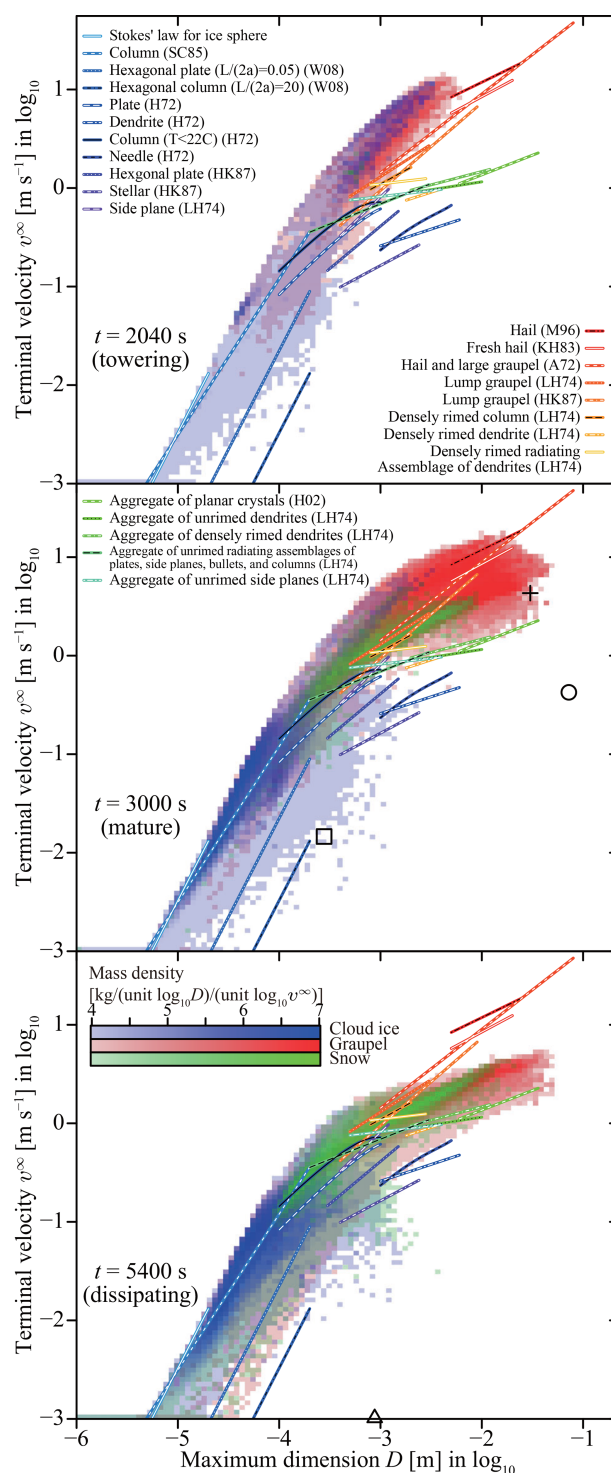 Stokes' law for ice sphere
Column (SC85)
Hexagonal plate (L/(2a)=0.05) (W08)
Hexagonal column (L/(2a)=20) (W08)
Plate (H72)
Dendrite (H72)
Column (T<22C) (H72)
Needle (H72)
Hexgonal plate (HK87)
Stellar (HK87)
Side plane (LH74)
1
0
−1
−2
−3
Terminal velocity v∞ [m s−1] in log10
t = 2040 s
(towering)
Hail (M96)
Fresh hail (KH83)
Hail and large graupel (A72)
Lump graupel (LH74)
Lump graupel (HK87)
Densely rimed column (LH74)
Densely rimed dendrite (LH74)
Densely rimed radiating
Assemblage of dendrites (LH74)
Aggregate of planar crystals (H02)
Aggregate of unrimed dendrites (LH74)
Aggregate of densely rimed dendrites (LH74)
Aggregate of unrimed radiating assemblages of
plates, side planes, bullets, and columns (LH74)
Aggregate of unrimed side planes (LH74)
1
0
−1
−2
−3
Terminal velocity v∞ [m s−1] in log10
t = 3000 s
(mature)
Mass density
[kg/(unit log10D)/(unit log10v∞)]
4 5 6 7
Cloud ice
Graupel
Snow
1
0
−1
−2
−3
Terminal velocity v∞ [m s−1] in log10
t = 5400 s
(dissipating)
−6 −5 −4 −3 −2 −1
Maximum dimension D [m] in log10